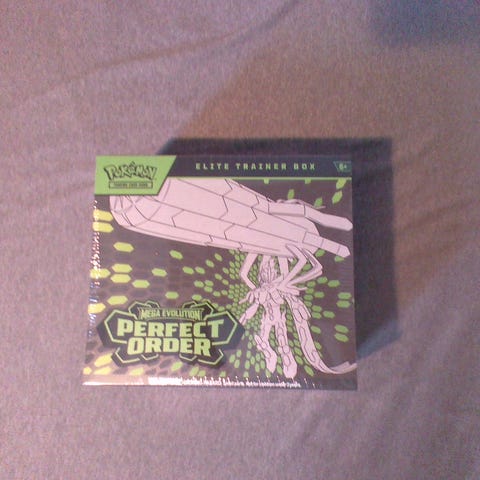 POKÉMON
TRADING CARD GAME
ELITE TRAINER BOX
6+
MEGA EVOLUTION
PERFECT
ORDER